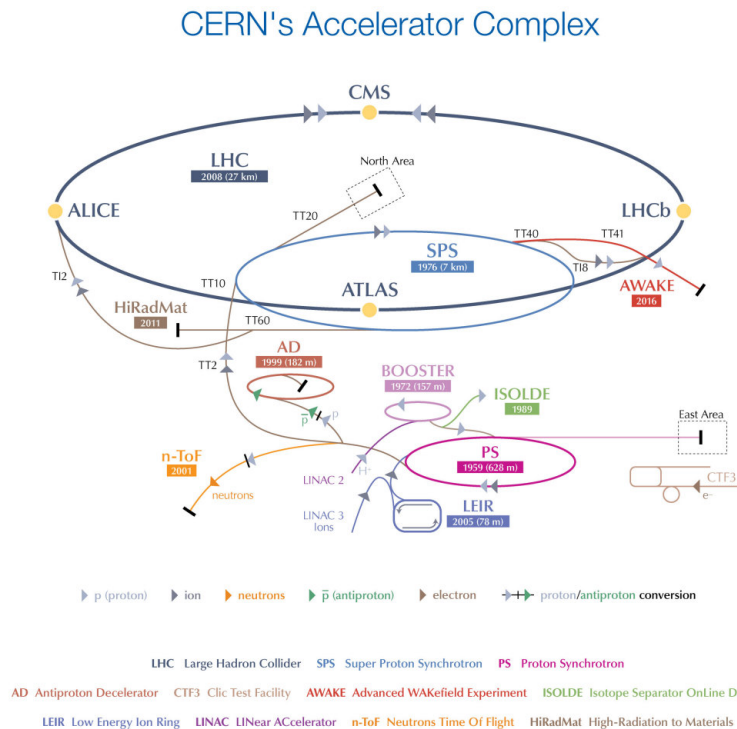 CERN's Accelerator Complex
CMS
LHC
2008 (27 km)
North Area
ALICE
LHCb
TT20
TT40
TT41
SPS
1976 (7 km)
TI2
TT10
TI8
ATLAS
AWAKE
2016
HiRadMat
2011
TT60
AD
1999 (182 m)
TT2
BOOSTER
1972 (157 m)
ISOLDE
1989
p̅
p
East Area
n-ToF
2001
PS
1959 (628 m)
neutrons
LINAC 2
H⁺
CTF3
e⁻
LINAC 3
Ions
LEIR
2005 (78 m)
p (proton) ion neutrons p̅ (antiproton) electron proton/antiproton conversion
LHC Large Hadron Collider SPS Super Proton Synchrotron PS Proton Synchrotron
AD Antiproton Decelerator CTF3 Clic Test Facility AWAKE Advanced WAKefield Experiment ISOLDE Isotope Separator OnLine D
LEIR Low Energy Ion Ring LINAC LINear ACcelerator n-ToF Neutrons Time Of Flight HiRadMat High-Radiation to Materials